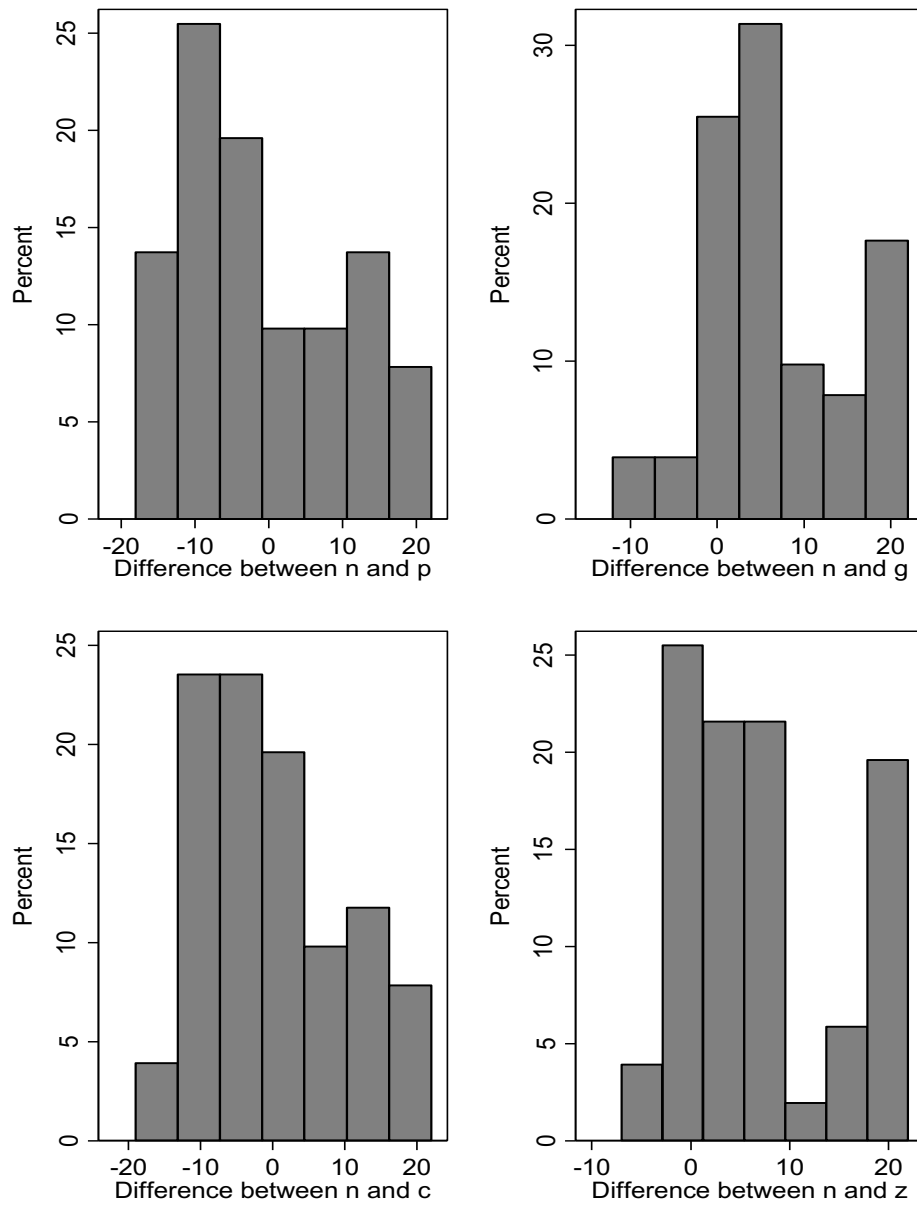 25
20
15
10
5
0
Percent
-20 -10 0 10 20
Difference between n and p
30
20
10
0
Percent
-10 0 10 20
Difference between n and g
25
20
15
10
5
0
Percent
-20 -10 0 10 20
Difference between n and c
25
20
15
10
5
0
Percent
-10 0 10 20
Difference between n and z